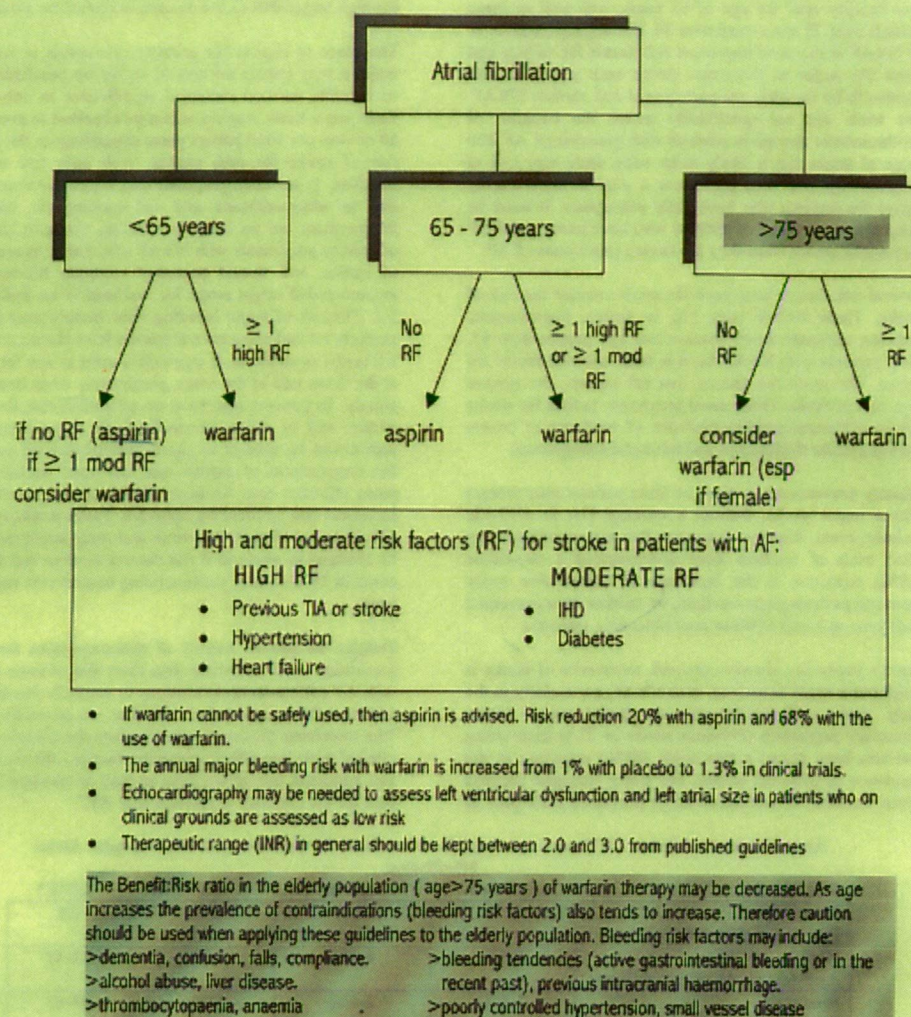 Atrial fibrillation
<65 years
65 - 75 years
>75 years
≥ 1
high RF
No
RF
≥ 1 high RF
or ≥ 1 mod
RF
No
RF
≥ 1
RF
if no RF (aspirin)
if ≥ 1 mod RF
consider warfarin
warfarin
aspirin
warfarin
consider
warfarin (esp
if female)
warfarin
High and moderate risk factors (RF) for stroke in patients with AF:
HIGH RF
• Previous TIA or stroke
• Hypertension
• Heart failure
MODERATE RF
• IHD
• Diabetes
• If warfarin cannot be safely used, then aspirin is advised. Risk reduction 20% with aspirin and 68% with the
use of warfarin.
• The annual major bleeding risk with warfarin is increased from 1% with placebo to 1.3% in clinical trials.
• Echocardiography may be needed to assess left ventricular dysfunction and left atrial size in patients who on
clinical grounds are assessed as low risk
• Therapeutic range (INR) in general should be kept between 2.0 and 3.0 from published guidelines
The Benefit:Risk ratio in the elderly population ( age>75 years ) of warfarin therapy may be decreased. As age
increases the prevalence of contraindications (bleeding risk factors) also tends to increase. Therefore caution
should be used when applying these guidelines to the elderly population. Bleeding risk factors may include:
>dementia, confusion, falls, compliance.
>alcohol abuse, liver disease.
>thrombocytopaenia, anaemia
>bleeding tendencies (active gastrointestinal bleeding or in the
recent past), previous intracranial haemorrhage.
>poorly controlled hypertension, small vessel disease